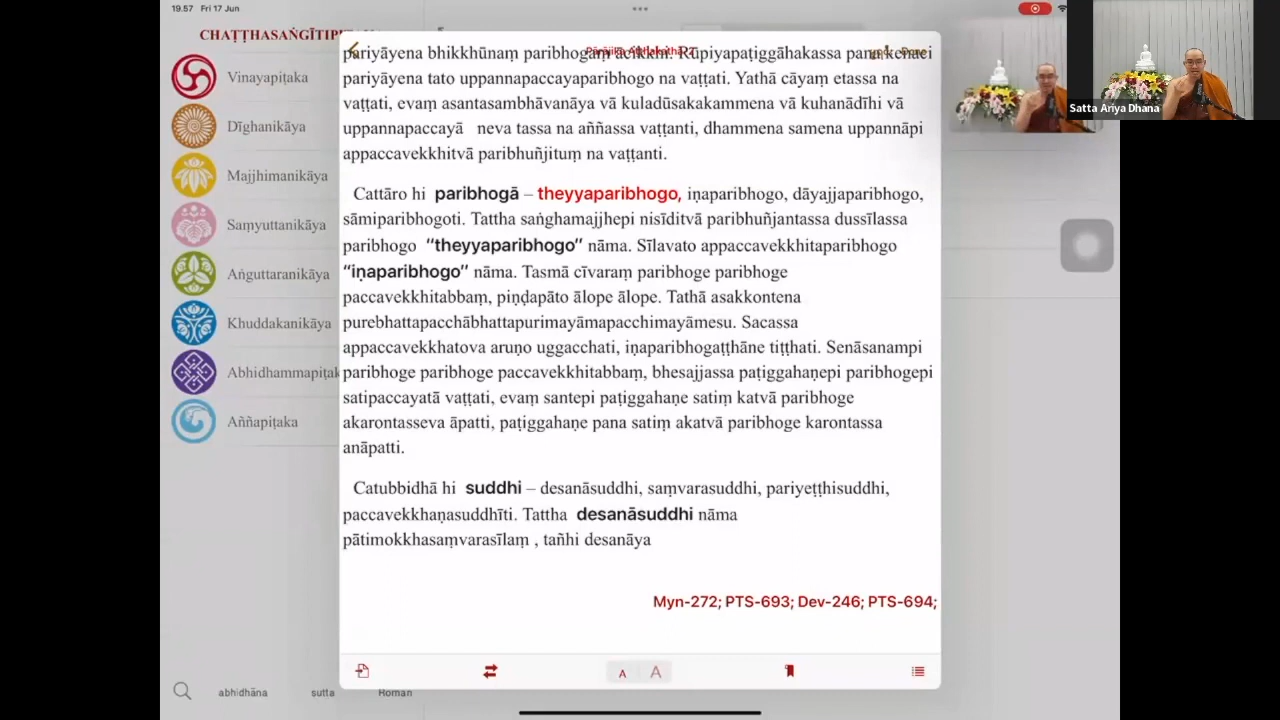 19.57 Fri 17 Jun
CHAṬṬHASAṄGĪTIPI
Vinayapiṭaka
Dīghanikāya
Majjhimanikāya
Saṃyuttanikāya
Aṅguttaranikāya
Khuddakanikāya
Abhidhammapiṭak
Aññapiṭaka
abhidhāna
sutta
Roman
pariyāyena bhikkhūnaṃ paribhogaṃ ācikkhi. Rūpiyapaṭiggāhakassa pana kenaci
pariyāyena tato uppannapaccayaparibhogo na vaṭṭati. Yathā cāyaṃ etassa na
vaṭṭati, evaṃ asantasambhāvanāya vā kuladūsakakammena vā kuhanādīhi vā
uppannapaccayā neva tassa na aññassa vaṭṭanti, dhammena samena uppannāpi
appaccavekkhitvā paribhuñjituṃ na vaṭṭanti.
Cattāro hi paribhogā – theyyaparibhogo, iṇaparibhogo, dāyajjaparibhogo,
sāmiparibhogoti. Tattha saṅghamajjhepi nisīditvā paribhuñjantassa dussīlassa
paribhogo “theyyaparibhogo” nāma. Sīlavato appaccavekkhitaparibhogo
“iṇaparibhogo” nāma. Tasmā cīvaraṃ paribhoge paribhoge
paccavekkhitabbaṃ, piṇḍapāto ālope ālope. Tathā asakkontena
purebhattapacchābhattapurimayāmapacchimayāmesu. Sacassa
appaccavekkhatova aruṇo uggacchati, iṇaparibhogaṭṭhāne tiṭṭhati. Senāsanampi
paribhoge paribhoge paccavekkhitabbaṃ, bhesajjassa paṭiggahaṇepi paribhogepi
satipaccayatā vaṭṭati, evaṃ santepi paṭiggahaṇe satiṃ katvā paribhoge
akarontasseva āpatti, paṭiggahaṇe pana satiṃ akatvā paribhoge karontassa
anāpatti.
Catubbidhā hi suddhi – desanāsuddhi, saṃvarasuddhi, pariyeṭṭhisuddhi,
paccavekkhaṇasuddhīti. Tattha desanāsuddhi nāma
pātimokkhasaṃvarasīlaṃ , tañhi desanāya
Myn-272; PTS-693; Dev-246; PTS-694;
A A
Satta Ariya Dhana